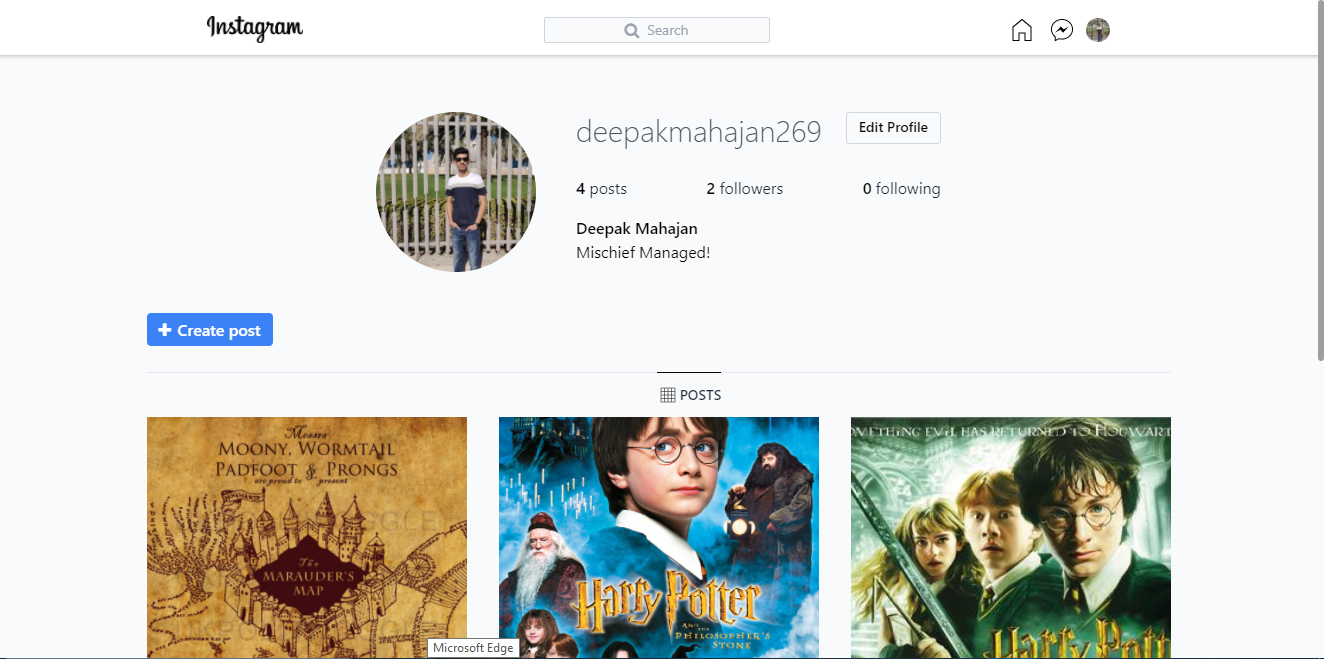 Instagram
Search
deepakmahajan269
Edit Profile
4 posts
2 followers
0 following
Deepak Mahajan
Mischief Managed!
Create post
POSTS
Messrs
MOONY, WORMTAIL
PADFOOT & PRONGS
are proud to present
The
MARAUDER'S
MAP
Harry Potter
AND THE
PHILOSOPHER'S
STONE
OMETHING EVIL HAS RETURNED TO HOGWART
Harry Pott
Microsoft Edge